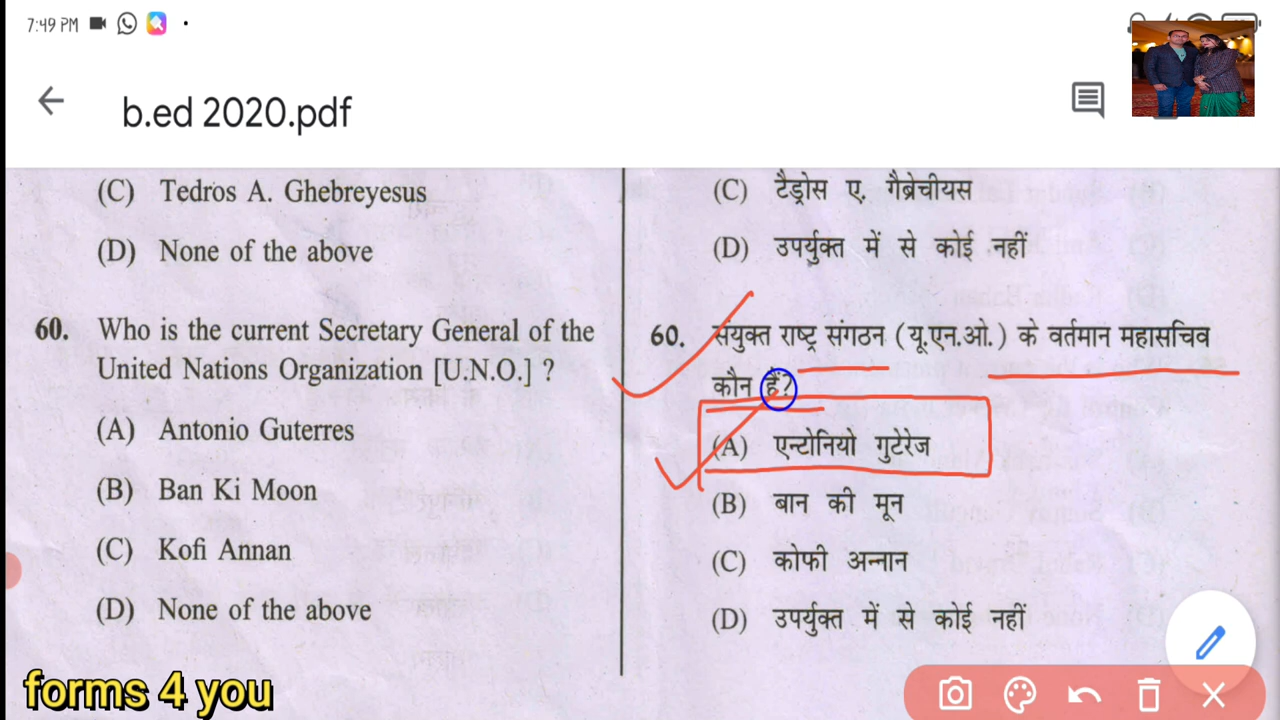 7:49 PM
b.ed 2020.pdf
(C) Tedros A. Ghebreyesus
(D) None of the above
60. Who is the current Secretary General of the
United Nations Organization [U.N.O.] ?
(A) Antonio Guterres
(B) Ban Ki Moon
(C) Kofi Annan
(D) None of the above
(C) टैड्रोस ए. गैब्रेचीयस
(D) उपर्युक्त में से कोई नहीं
60. संयुक्त राष्ट्र संगठन (यू.एन.ओ.) के वर्तमान महासचिव
कौन हैं?
(A) एन्टोनियो गुटेरेज
(B) बान की मून
(C) कोफी अन्नान
(D) उपर्युक्त में से कोई नहीं
forms 4 you